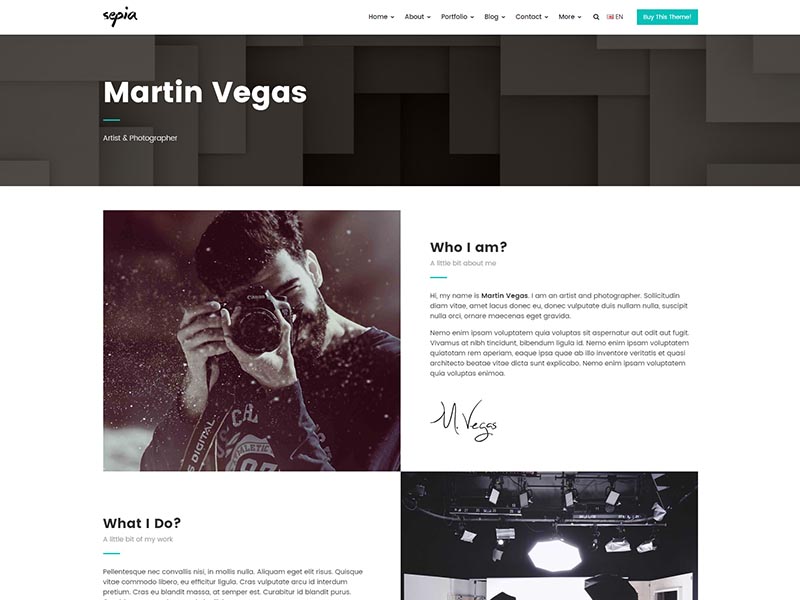 sepia
Home About Portfolio Blog Contact More EN Buy This Theme!
Martin Vegas
Artist & Photographer
Canon
S DIGITAL
Who I am?
A little bit about me
Hi, my name is Martin Vegas. I am an artist and photographer. Sollicitudin
diam vitae, amet lacus donec eu, donec vulputate duis nullam nulla, suscipit
nulla orci, ornare maecenas eget gravida.
Nemo enim ipsam voluptatem quia voluptas sit aspernatur aut odit aut fugit.
Vivamus at nibh tincidunt, bibendum ligula id. Nemo enim ipsam voluptatem
quiatotam rem aperiam, eaque ipsa quae ab illo inventore veritatis et quasi
architecto beatae vitae dicta sunt explicabo. Nemo enim ipsam voluptatem
quia voluptas enimoa.
M. Vegas
What I Do?
A little bit of my work
Pellentesque nec convallis nisi, in mollis nulla. Aliquam eget elit risus. Quisque
vitae commodo libero, eu efficitur ligula. Cras vulputate arcu id interdum
pretium. Cras eu blandit massa, at semper est. Curabitur id blandit purus.